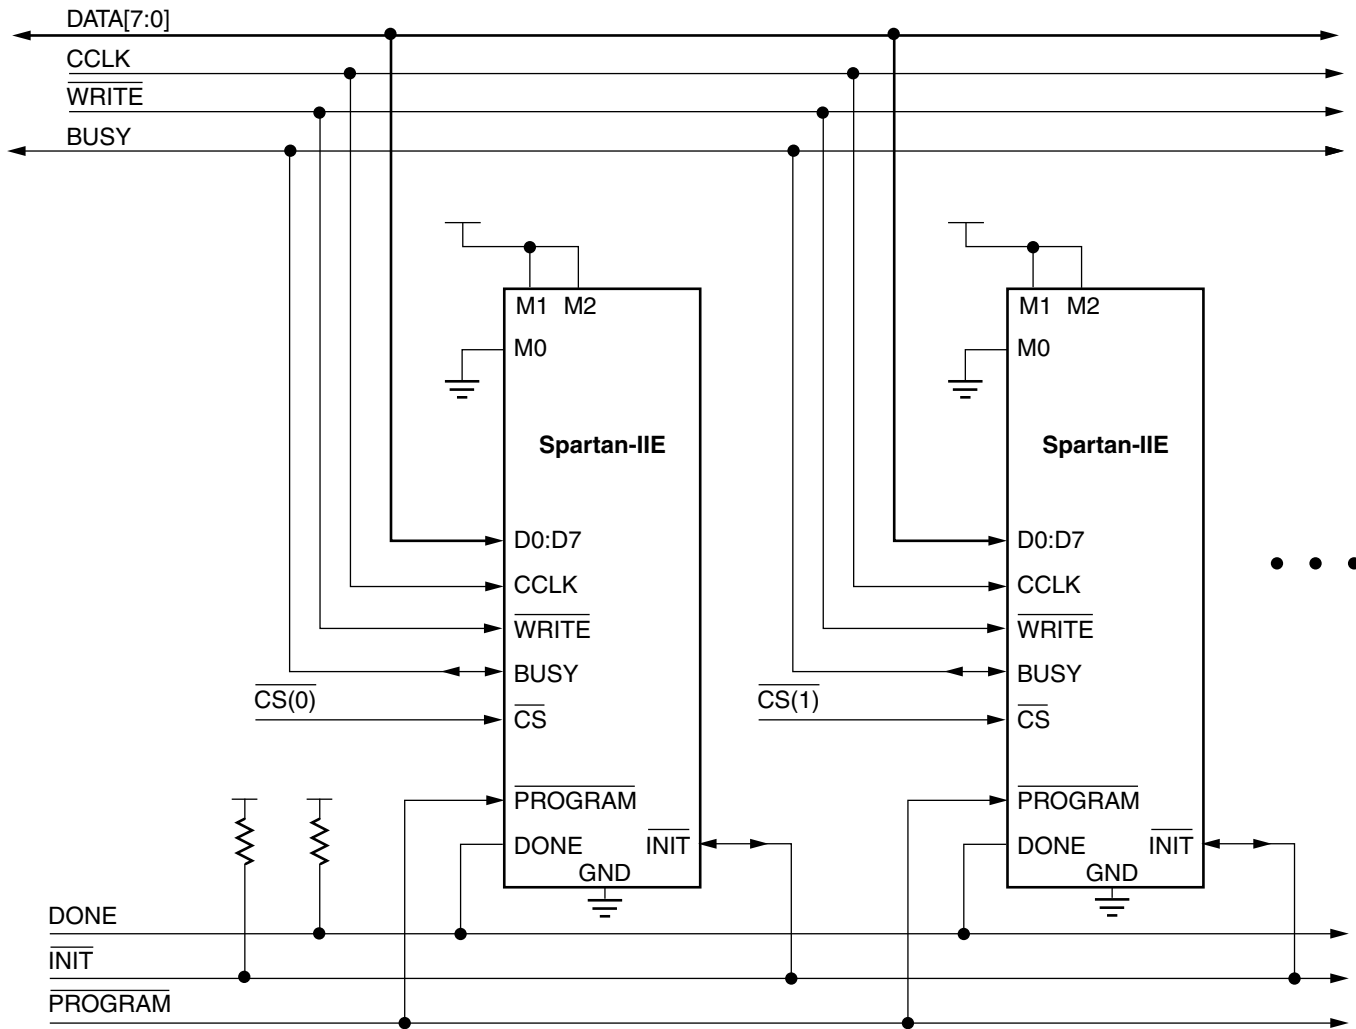 DATA[7:0]
CCLK
WRITE
BUSY
M1 M2
M0
Spartan-IIE
D0:D7
CCLK
WRITE
BUSY
CS(0)
CS
PROGRAM
DONE INIT
GND
M1 M2
M0
Spartan-IIE
D0:D7
CCLK
WRITE
BUSY
CS(1)
CS
PROGRAM
DONE INIT
GND
DONE
INIT
PROGRAM